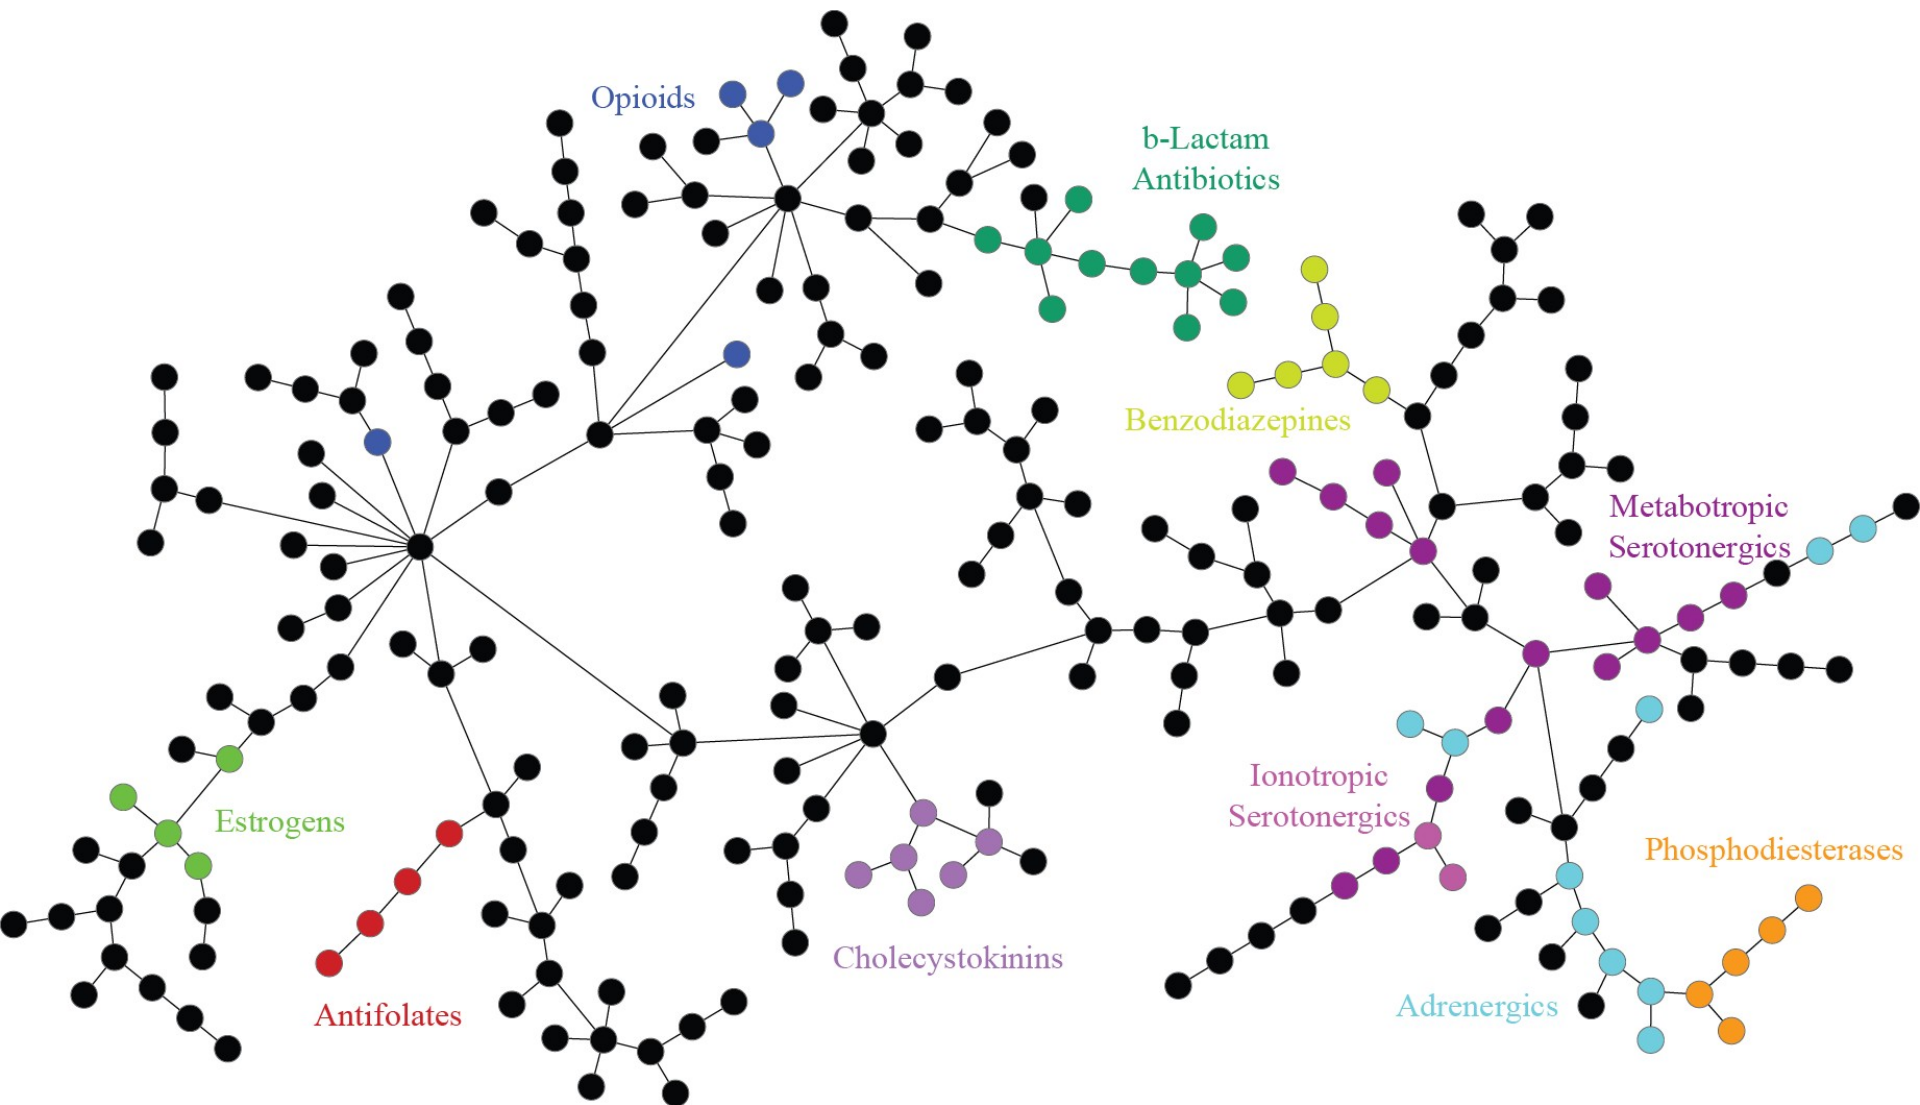 Opioids
b-Lactam
Antibiotics
Benzodiazepines
Metabotropic
Serotonergics
Ionotropic
Serotonergics
Estrogens
Phosphodiesterases
Cholecystokinins
Adrenergics
Antifolates